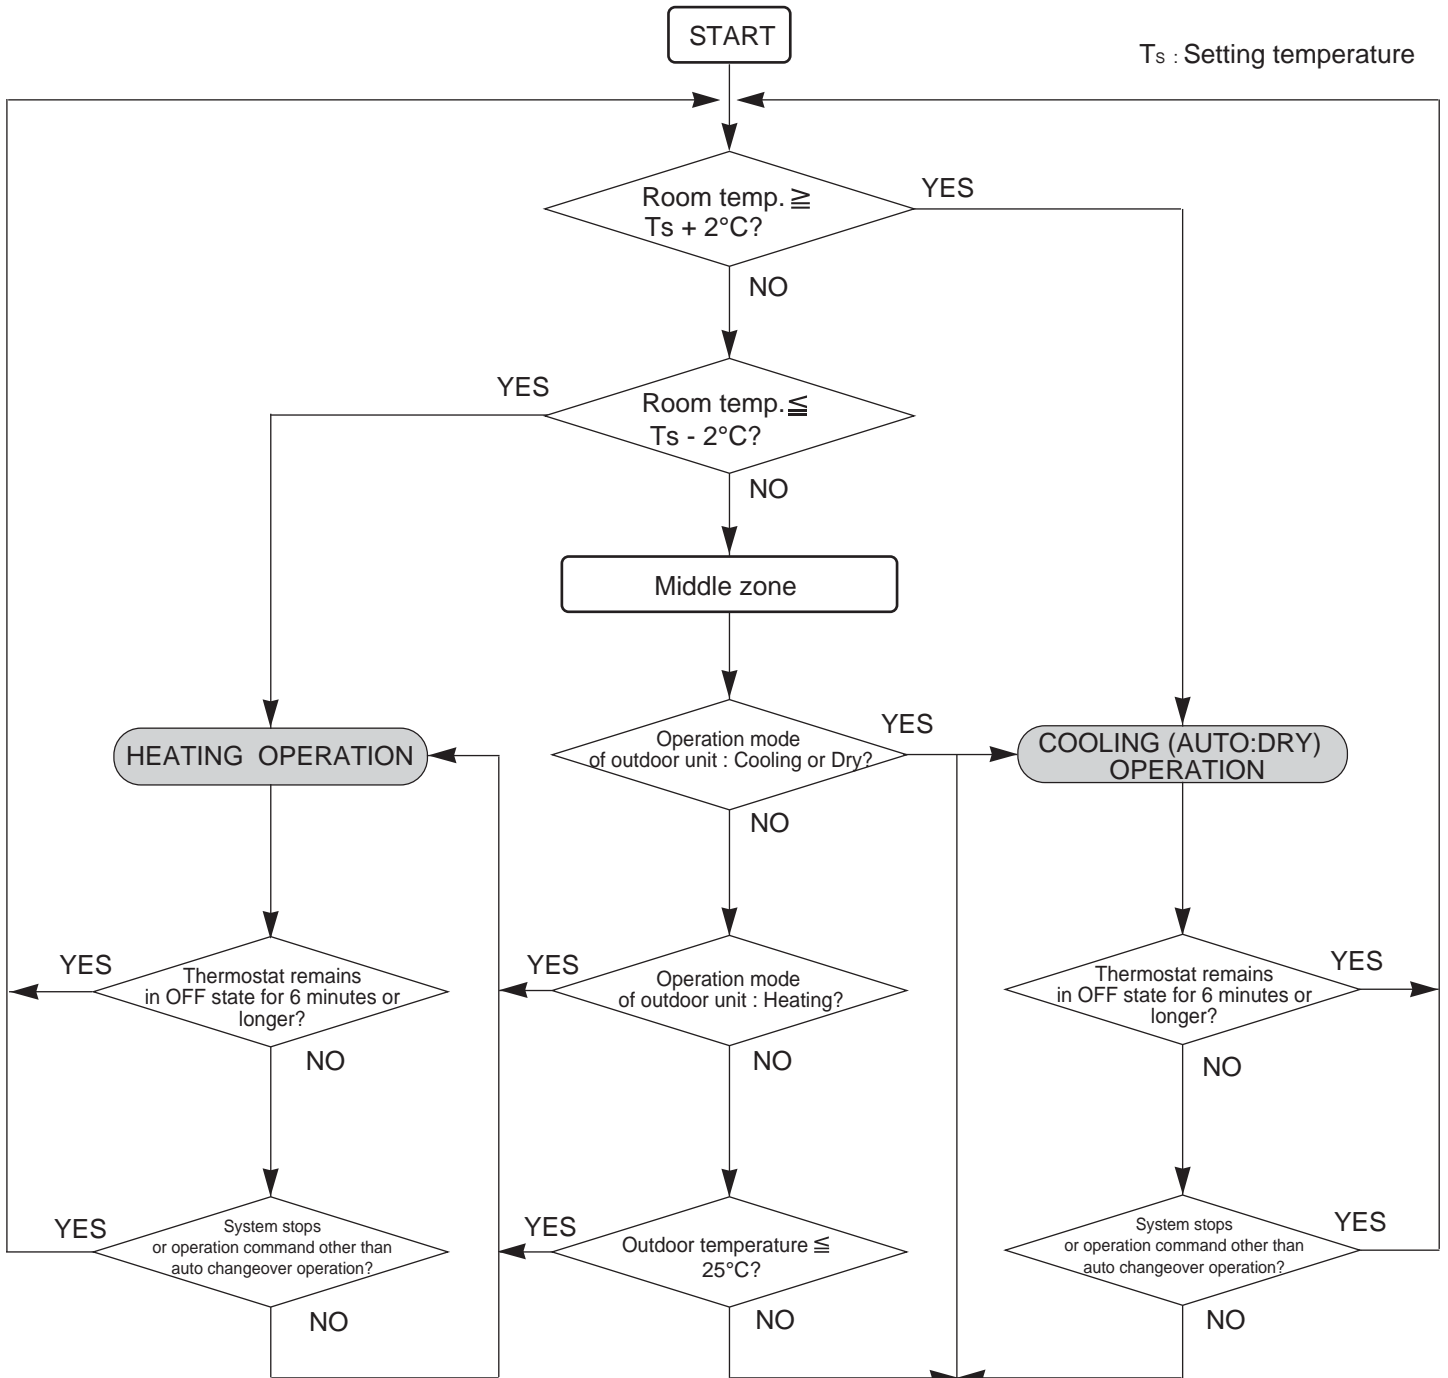 START
Ts : Setting temperature
Room temp. ≧
Ts + 2°C?
YES
NO
Room temp. ≦
Ts - 2°C?
YES
NO
Middle zone
HEATING OPERATION
Operation mode
of outdoor unit : Cooling or Dry?
YES
NO
COOLING (AUTO:DRY)
OPERATION
YES
Thermostat remains
in OFF state for 6 minutes or
longer?
NO
YES
Operation mode
of outdoor unit : Heating?
NO
Thermostat remains
in OFF state for 6 minutes or
longer?
YES
NO
YES
System stops
or operation command other than
auto changeover operation?
NO
YES
Outdoor temperature ≦
25°C?
NO
System stops
or operation command other than
auto changeover operation?
YES
NO